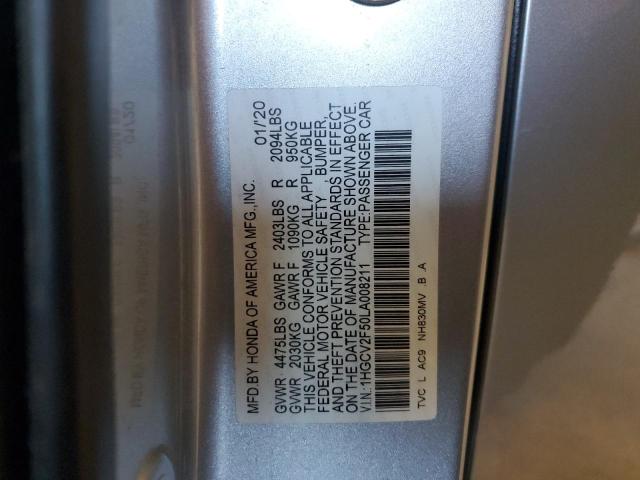 MFD.BY HONDA OF AMERICA MFG.,INC. 01/'20
GVWR 4475LBS GAWR F 2403LBS R 2094LBS
GVWR 2030KG GAWR F 1090KG R 950KG
THIS VEHICLE CONFORMS TO ALL APPLICABLE
FEDERAL MOTOR VEHICLE SAFETY BUMPER,
AND THEFT PREVENTION STANDARDS IN EFFECT
ON THE DATE OF MANUFACTURE SHOWN ABOVE.
V.I.N.:1HGCV2F50LA008211 TYPE:PASSENGER CAR
TVC L AC9 NH830MV .B .A